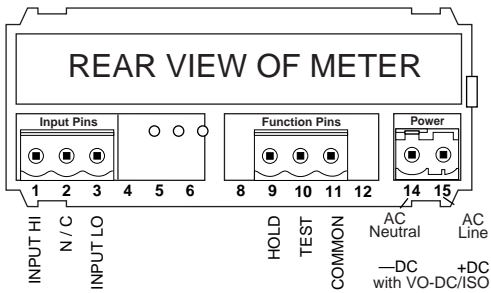 REAR VIEW OF METER
Input Pins
Function Pins
Power
1 2 3 4 5 6 8 9 10 11 12 14 15
INPUT HI
N / C
INPUT LO
HOLD
TEST
COMMON
AC
Neutral
AC
Line
—DC +DC
with VO-DC/ISO